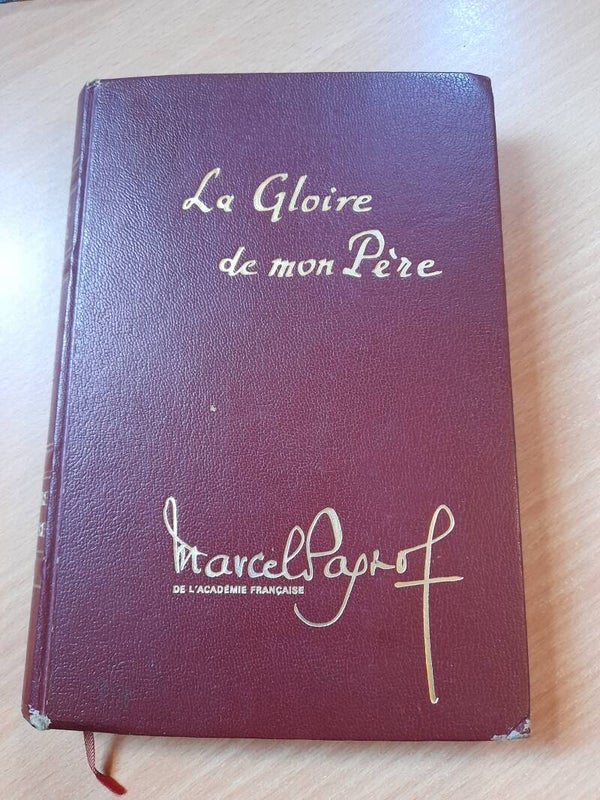 La Gloire
de mon Père
Marcel Pagnol
DE L'ACADÉMIE FRANÇAISE